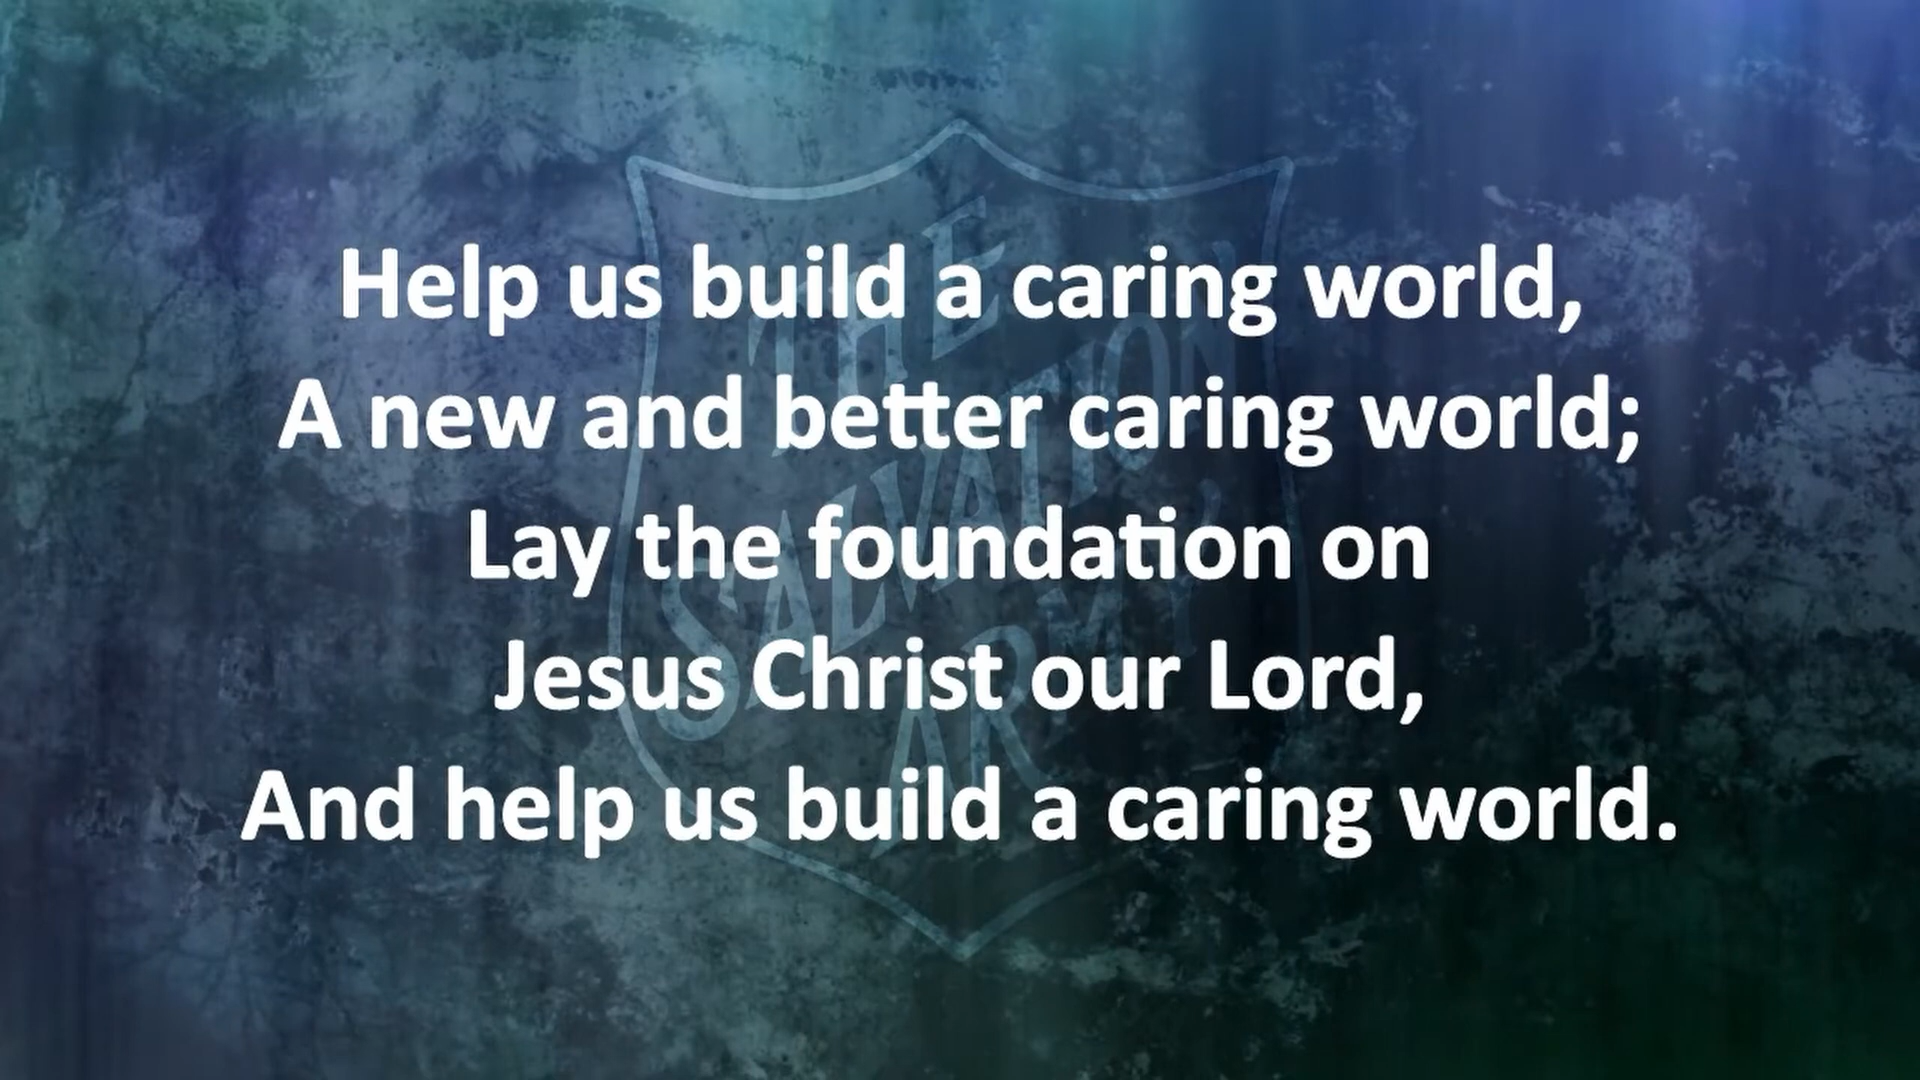 Help us build a caring world,
A new and better caring world;
Lay the foundation on
Jesus Christ our Lord,
And help us build a caring world.
THE
SALVATION
ARMY